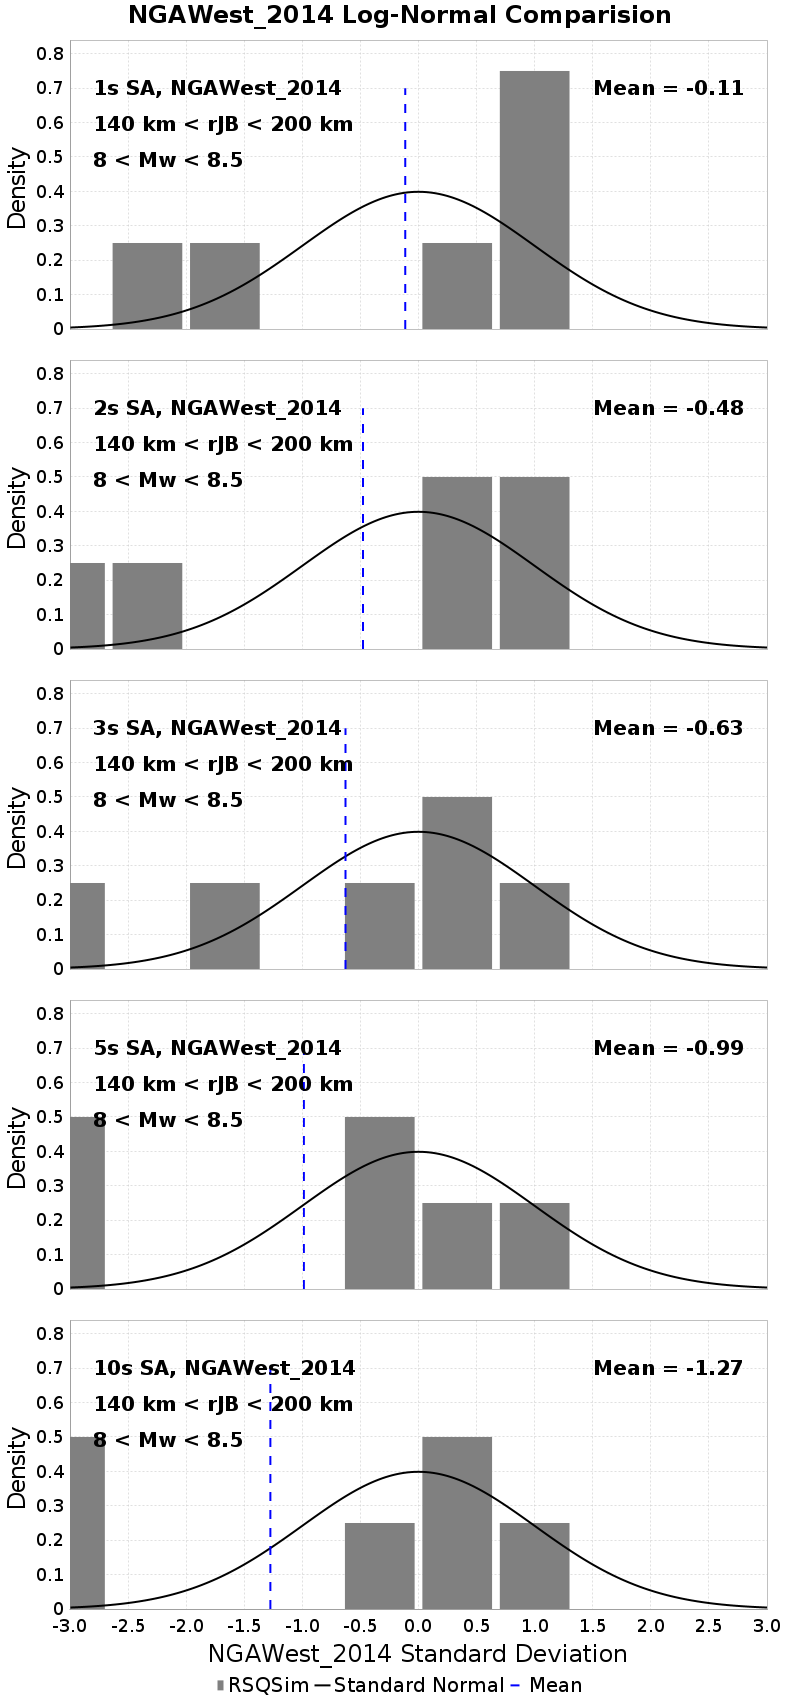 NGAWest_2014 Log-Normal Comparision
0.8
0.7
0.6
0.5
0.4
0.3
0.2
0.1
0
Density
1s SA, NGAWest_2014
140 km < rJB < 200 km
8 < Mw < 8.5
Mean = -0.11
0.8
0.7
0.6
0.5
0.4
0.3
0.2
0.1
0
Density
2s SA, NGAWest_2014
140 km < rJB < 200 km
8 < Mw < 8.5
Mean = -0.48
0.8
0.7
0.6
0.5
0.4
0.3
0.2
0.1
0
Density
3s SA, NGAWest_2014
140 km < rJB < 200 km
8 < Mw < 8.5
Mean = -0.63
0.8
0.7
0.6
0.5
0.4
0.3
0.2
0.1
0
Density
5s SA, NGAWest_2014
140 km < rJB < 200 km
8 < Mw < 8.5
Mean = -0.99
0.8
0.7
0.6
0.5
0.4
0.3
0.2
0.1
0
Density
10s SA, NGAWest_2014
140 km < rJB < 200 km
8 < Mw < 8.5
Mean = -1.27
-3.0 -2.5 -2.0 -1.5 -1.0 -0.5 0.0 0.5 1.0 1.5 2.0 2.5 3.0
NGAWest_2014 Standard Deviation
RSQSim Standard Normal Mean